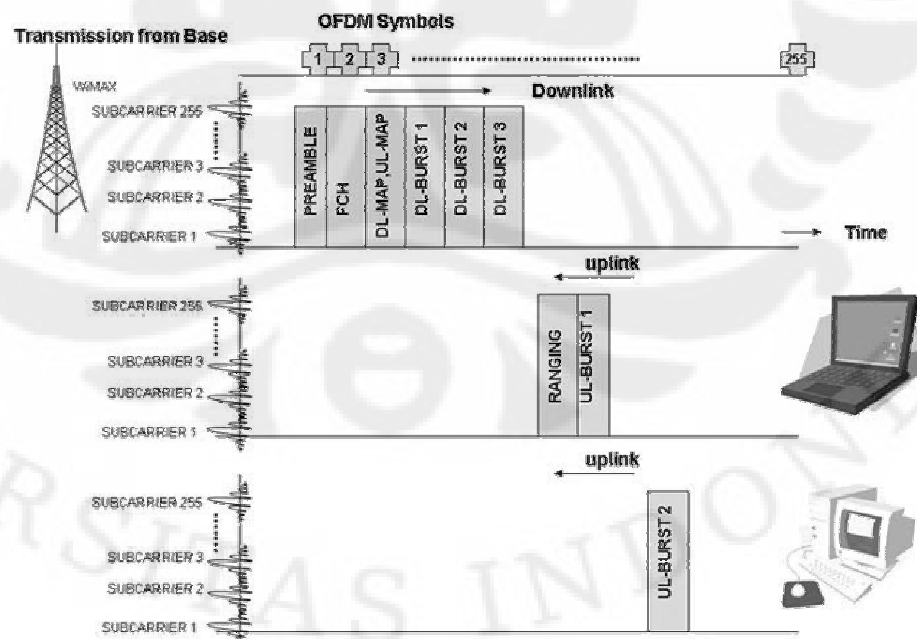 OFDM Symbols
Transmission from Base
1 2 3 255
WiMAX
Downlink
SUBCARRIER 255
SUBCARRIER 3
SUBCARRIER 2
SUBCARRIER 1
PREAMBLE
FCH
DL-MAP,UL-MAP
DL-BURST 1
DL-BURST 2
DL-BURST 3
Time
uplink
SUBCARRIER 255
SUBCARRIER 3
SUBCARRIER 2
SUBCARRIER 1
RANGING
UL-BURST 1
uplink
SUBCARRIER 255
SUBCARRIER 3
SUBCARRIER 2
SUBCARRIER 1
UL-BURST 2